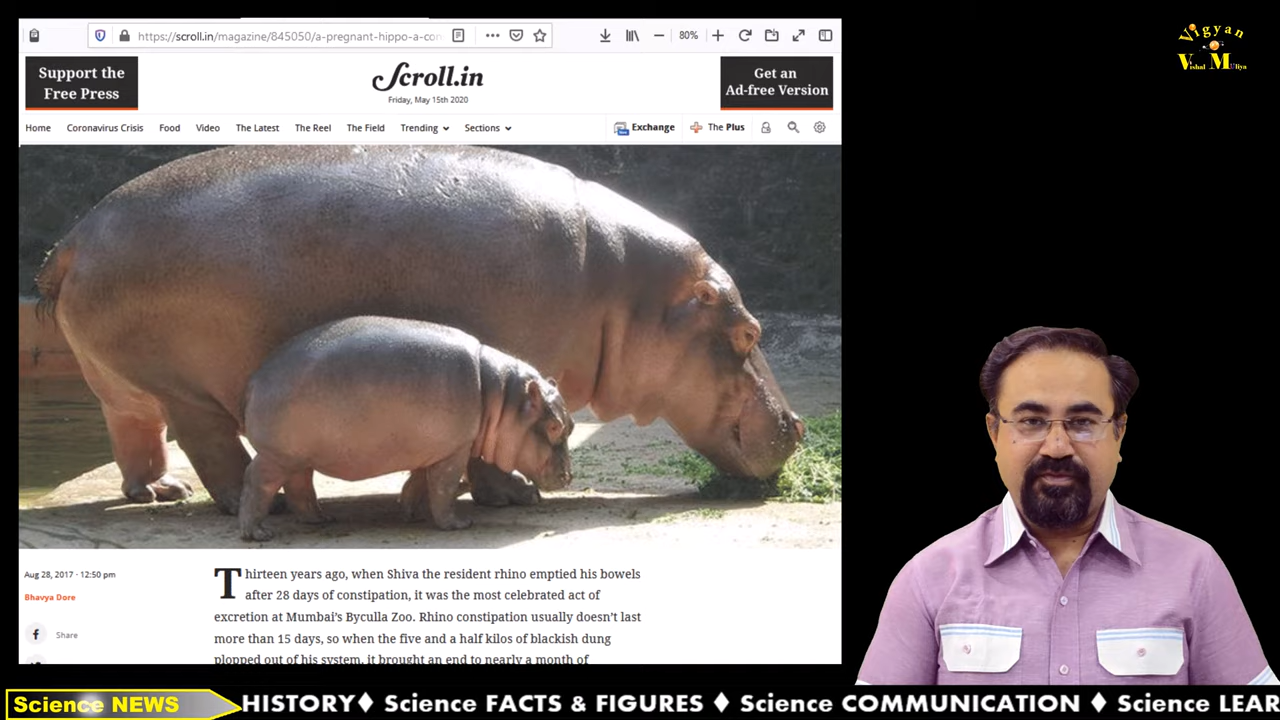 https://scroll.in/magazine/845050/a-pregnant-hippo-a-con
80%
Support the
Free Press
Scroll.in
Friday, May 15th 2020
Get an
Ad-free Version
Home
Coronavirus Crisis
Food
Video
The Latest
The Reel
The Field
Trending
Sections
Exchange
The Plus
Aug 28, 2017 · 12:50 pm
Bhavya Dore
Share
Thirteen years ago, when Shiva the resident rhino emptied his bowels
after 28 days of constipation, it was the most celebrated act of
excretion at Mumbai’s Byculla Zoo. Rhino constipation usually doesn’t last
more than 15 days, so when the five and a half kilos of blackish dung
plopped out of his system, it brought an end to nearly a month of
Vigyan
Vishal Muliya
Science NEWS
HISTORY♦ Science FACTS & FIGURES ♦ Science COMMUNICATION ♦ Science LEAR